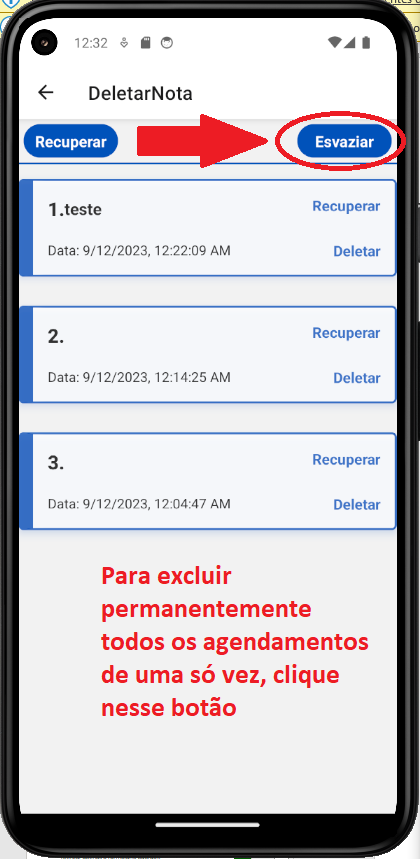 12:32
DeletarNota
Recuperar
Esvaziar
1.teste
Recuperar
Data: 9/12/2023, 12:22:09 AM
Deletar
2.
Recuperar
Data: 9/12/2023, 12:14:25 AM
Deletar
3.
Recuperar
Data: 9/12/2023, 12:04:47 AM
Deletar
Para excluir
permanentemente
todos os agendamentos
de uma só vez, clique
nesse botão